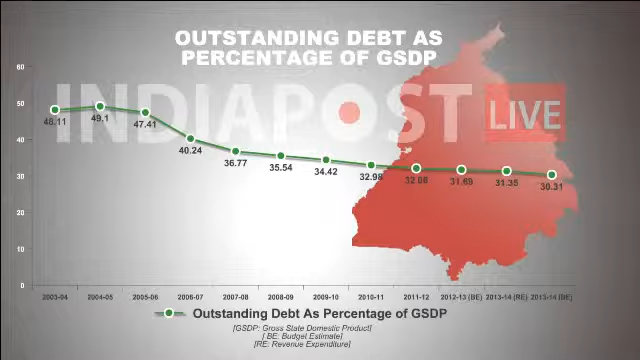 OUTSTANDING DEBT AS
PERCENTAGE OF GSDP
INDIAPOST LIVE
60
50
40
30
20
10
0
48.11 49.1 47.41 40.24 36.77 35.54 34.42 32.98 32.06 31.69 31.35 30.31
2003-04 2004-05 2005-06 2006-07 2007-08 2008-09 2009-10 2010-11 2011-12 2012-13 (BE) 2013-14 (RE) 2013-14 (BE)
Outstanding Debt As Percentage of GSDP
[GSDP: Gross State Domestic Product]
[ BE: Budget Estimate]
[RE: Revenue Expenditure]